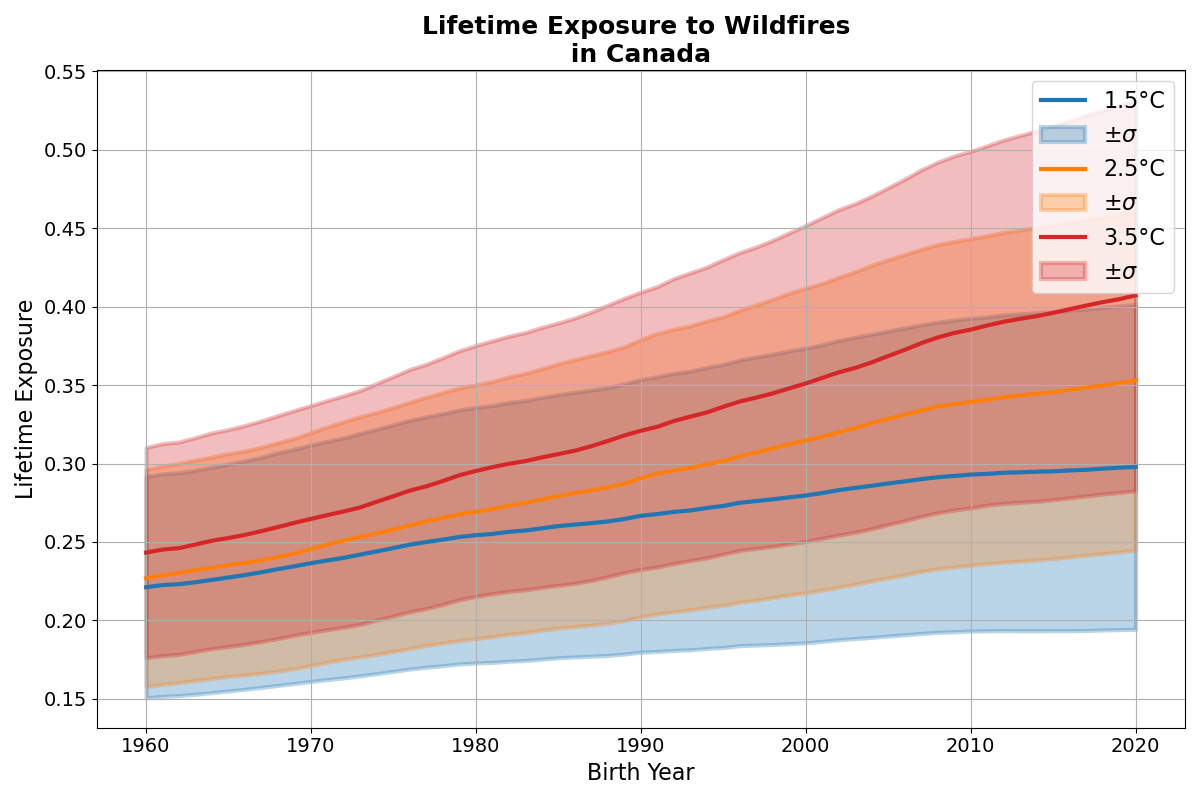 Lifetime Exposure to Wildfires
in Canada
0.55
0.50
0.45
0.40
0.35
0.30
0.25
0.20
0.15
Lifetime Exposure
1.5°C
±σ
2.5°C
±σ
3.5°C
±σ
1960 1970 1980 1990 2000 2010 2020
Birth Year